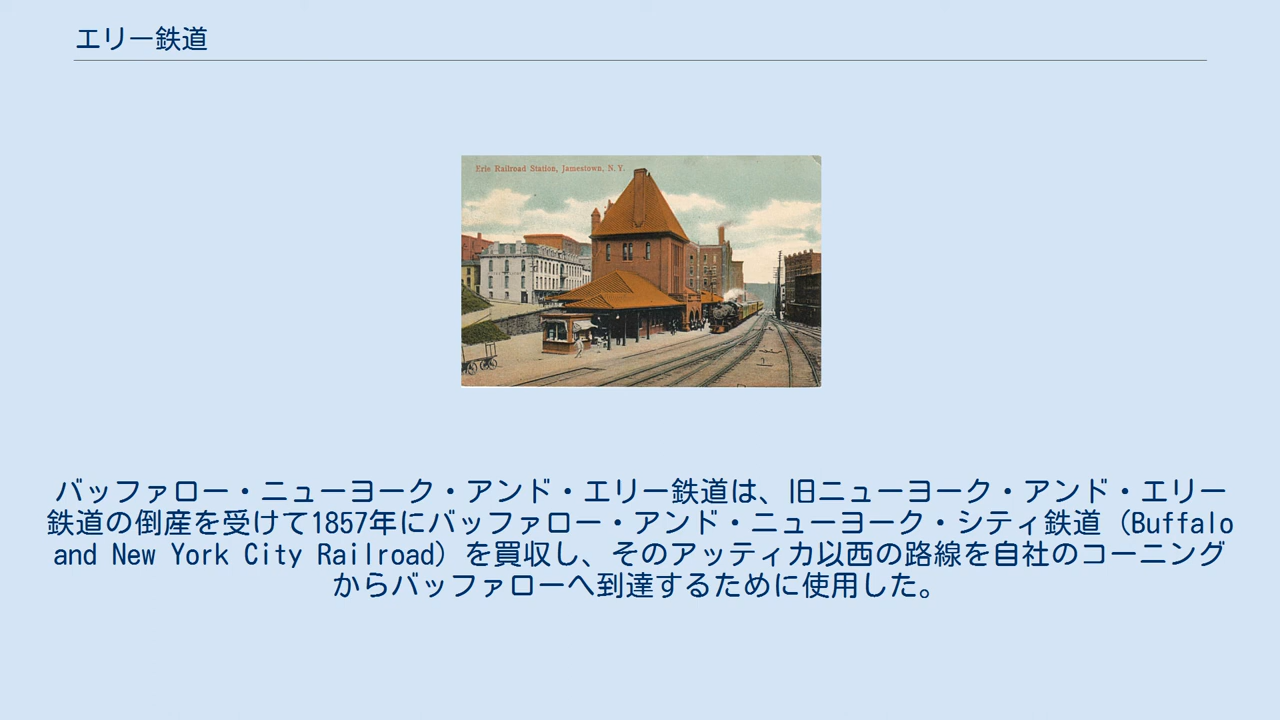 エリー鉄道
Erie Railroad Station, Jamestown, N. Y.
バッファロー・ニューヨーク・アンド・エリー鉄道は、旧ニューヨーク・アンド・エリー
鉄道の倒産を受けて1857年にバッファロー・アンド・ニューヨーク・シティ鉄道（Buffalo
and New York City Railroad）を買収し、そのアッティカ以西の路線を自社のコーニング
からバッファローへ到達するために使用した。